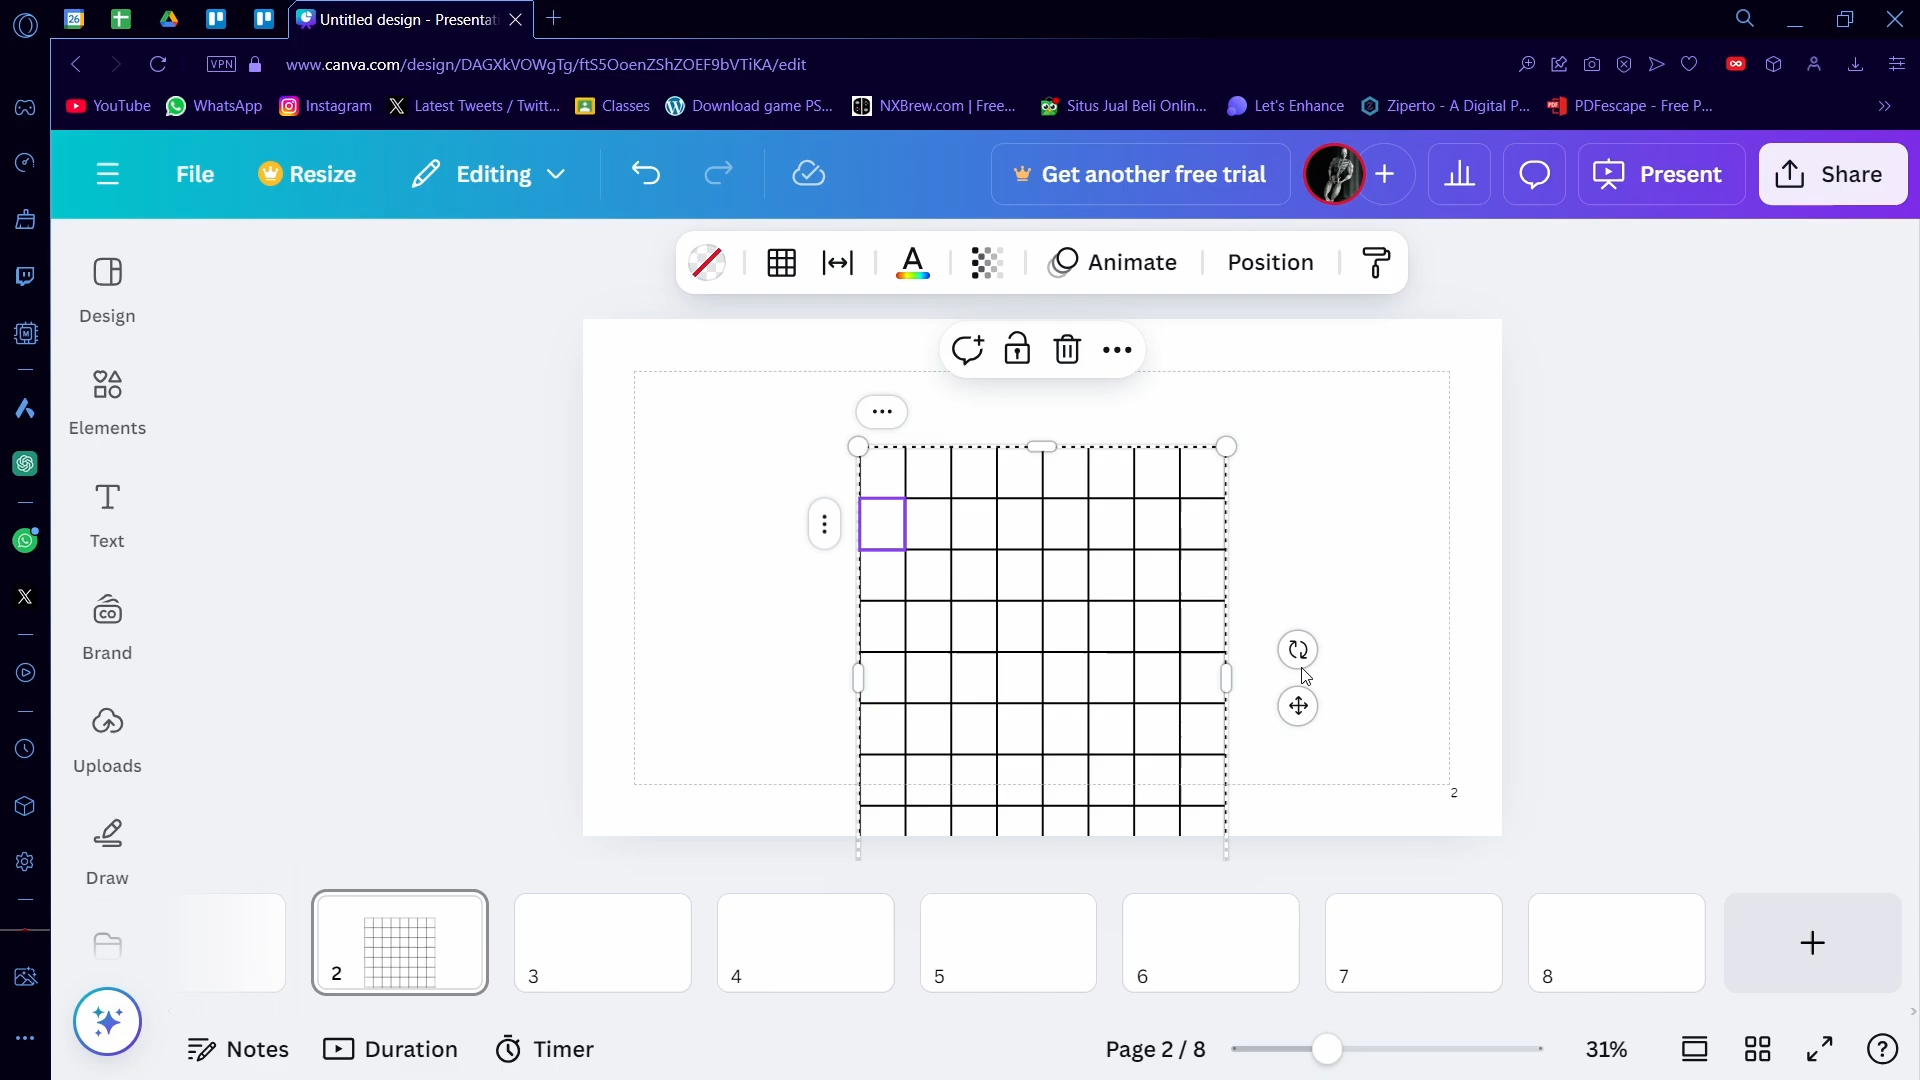 26
Untitled design - Presentat
VPN
www.canva.com/design/DAGXkVOWgTg/ftS5OoenZShZOEF9bVTiKA/edit
YouTube
WhatsApp
Instagram
Latest Tweets / Twitt...
Classes
Download game PS...
NXBrew.com | Free...
Situs Jual Beli Onlin...
Let's Enhance
Ziperto - A Digital P...
PDFescape - Free P...
File
Resize
Editing
Get another free trial
Present
Share
A
Animate
Position
Design
Elements
Text
Brand
Uploads
Draw
2
2
3
4
5
6
7
8
Notes
Duration
Timer
Page 2 / 8
31%